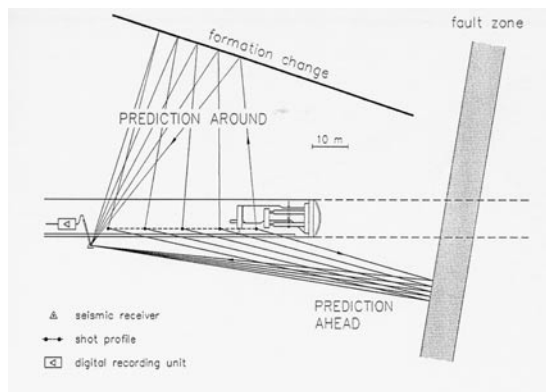 fault zone
formation change
PREDICTION AROUND
10 m
PREDICTION
AHEAD
seismic receiver
shot profile
digital recording unit